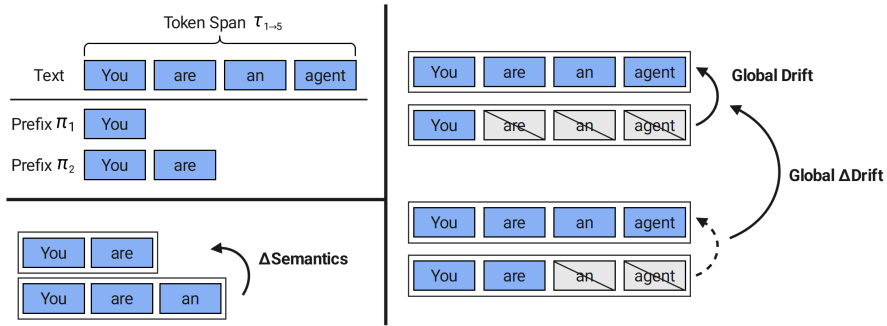 Token Span τ1→5
Text You are an agent
Prefix π1 You
Prefix π2 You are
You are
You are an
ΔSemantics
You are an agent
You are an agent
Global Drift
Global ΔDrift
You are an agent
You are an agent